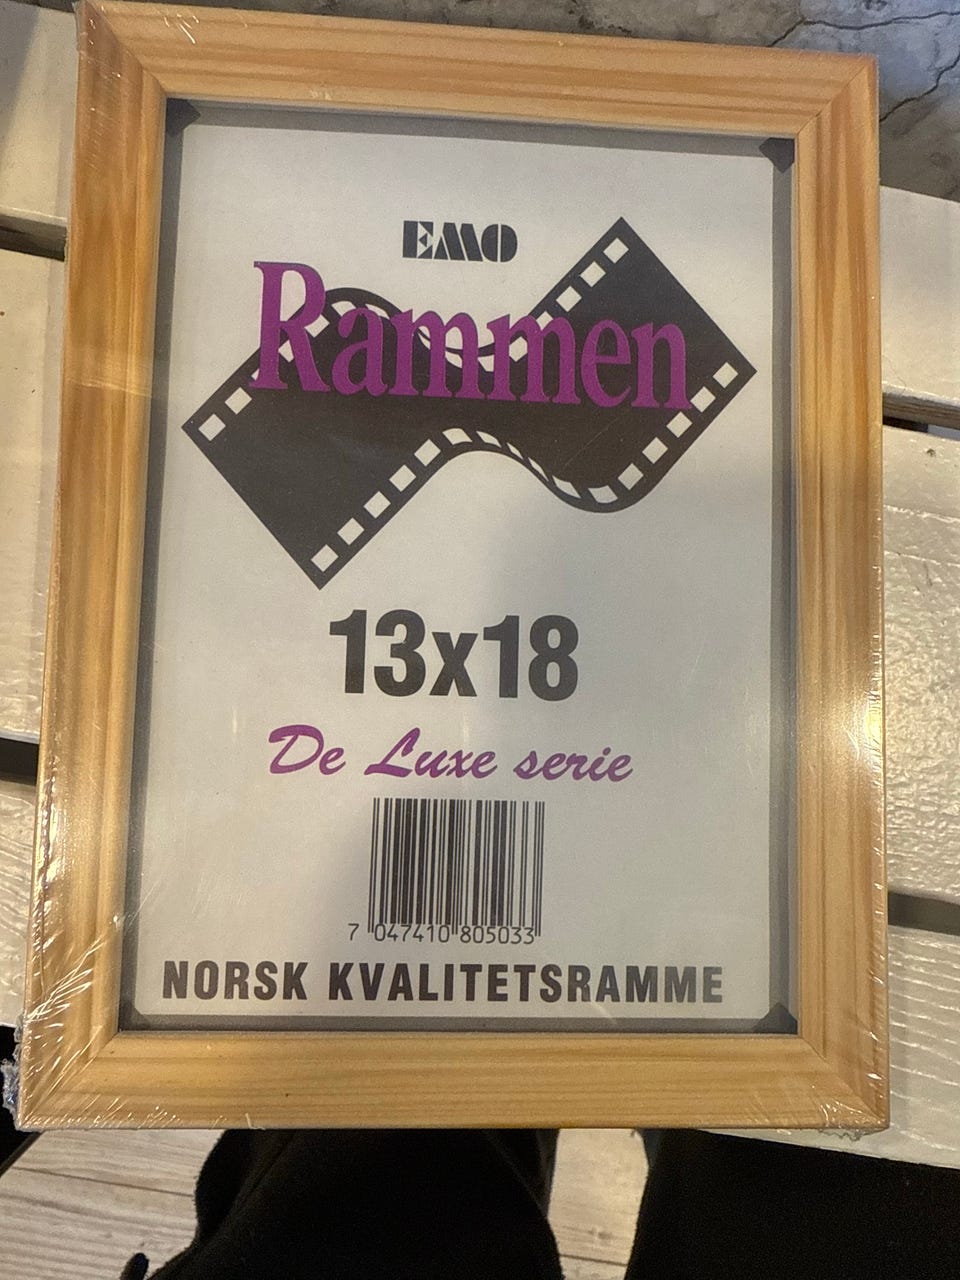 EMO
Rammen
13x18
De Luxe serie
7 047410 805033
NORSK KVALITETSRAMME